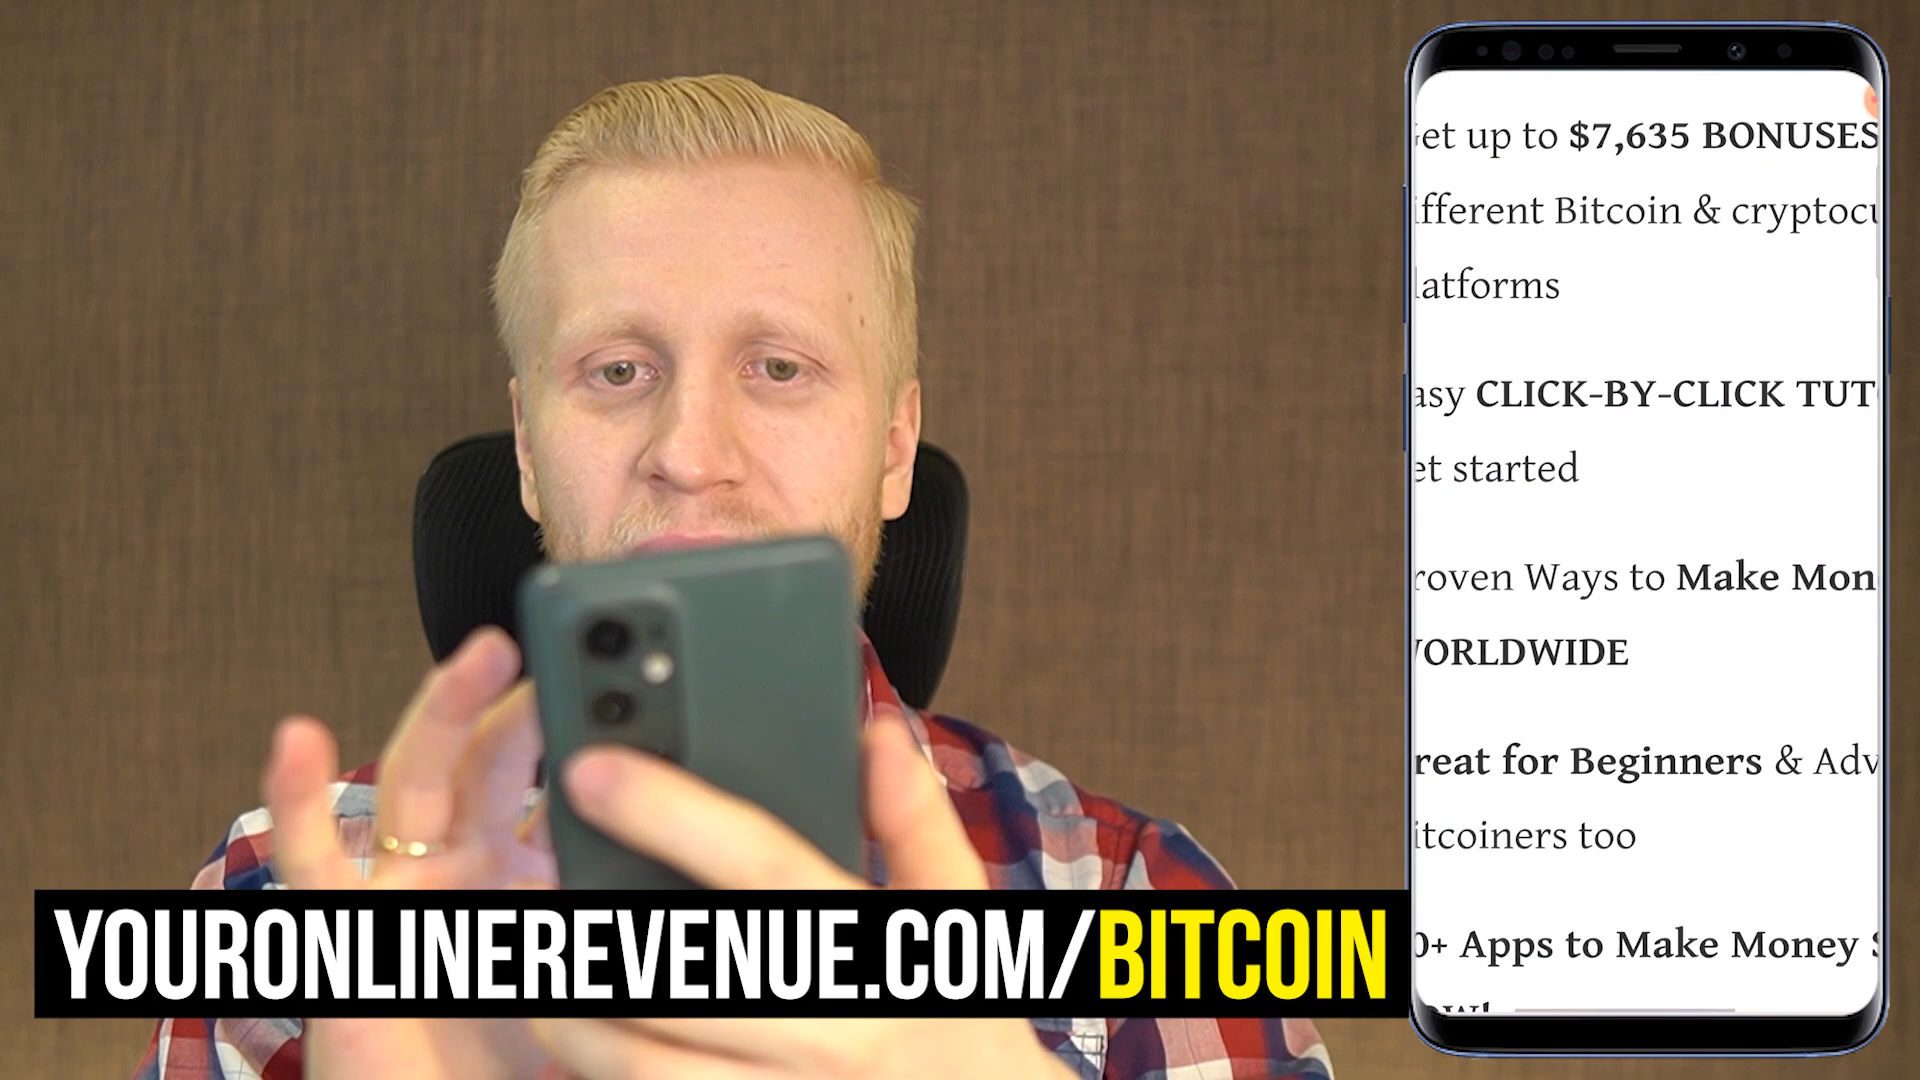 et up to $7,635 BONUSES
ifferent Bitcoin & cryptocu
latforms
asy CLICK-BY-CLICK TUT
et started
roven Ways to Make Mon
ORLDWIDE
reat for Beginners & Adv
itcoiners too
0+ Apps to Make Money
YOURONLINEREVENUE.COM/BITCOIN